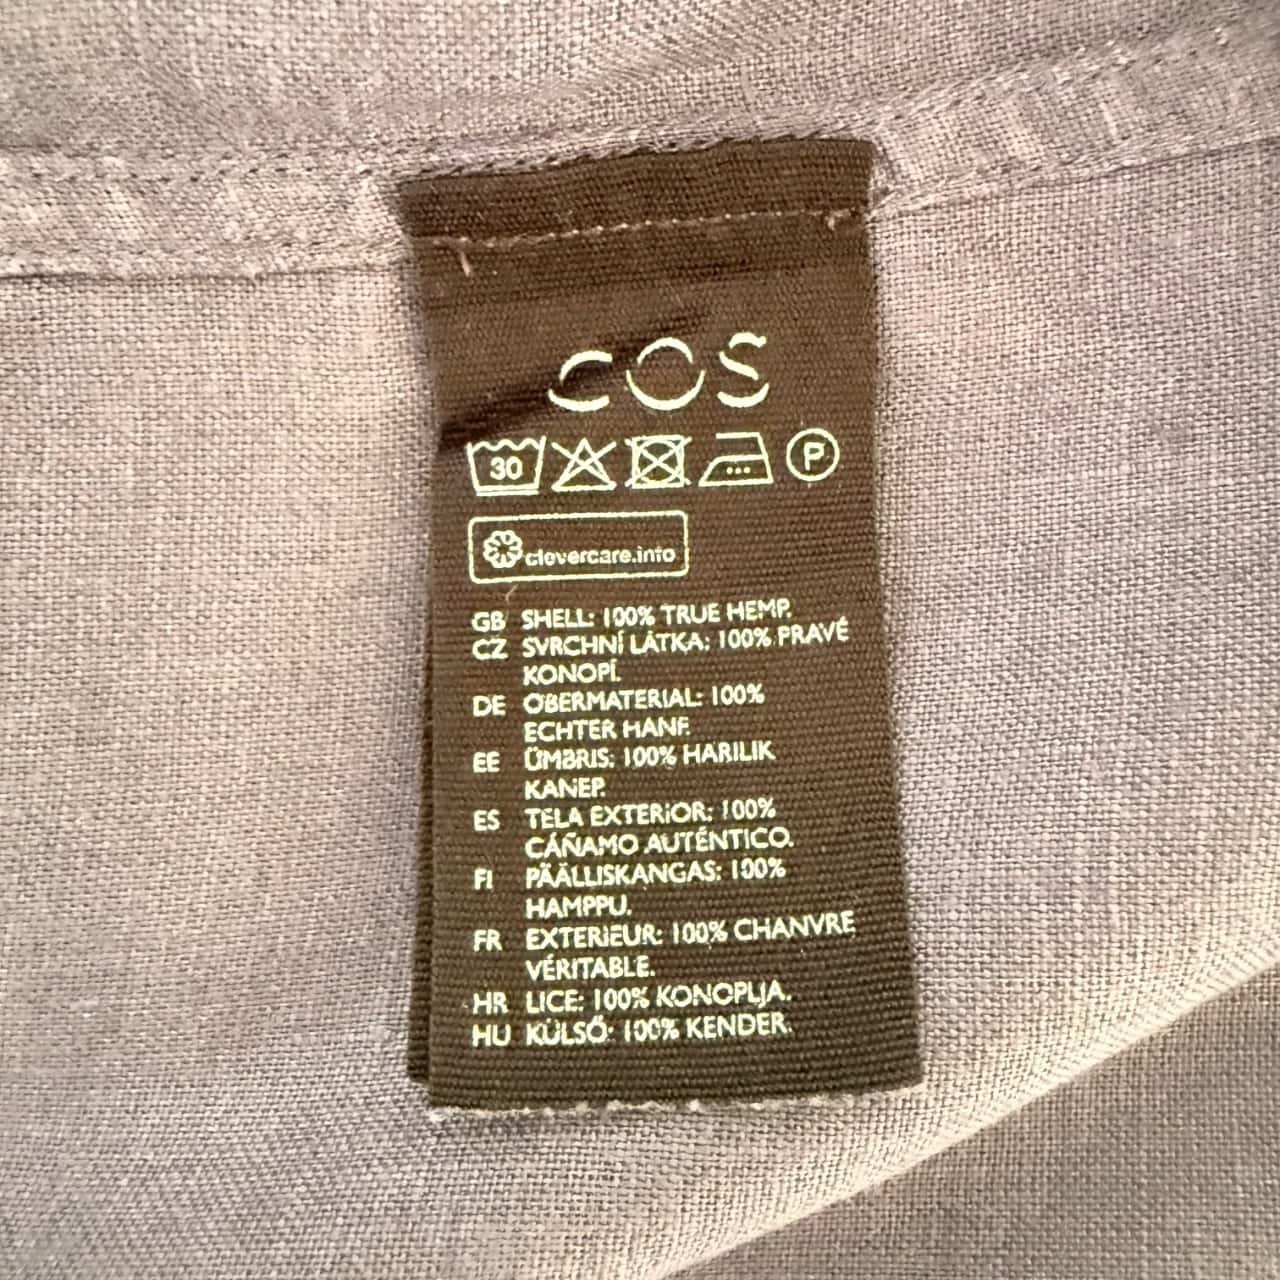 COS
30
P
clevercare.info
GB SHELL: 100% TRUE HEMP.
CZ SVRCHNÍ LÁTKA: 100% PRAVÉ
KONOPÍ.
DE OBERMATERIAL: 100%
ECHTER HANF.
EE ÜMBRIS: 100% HARILIK
KANEP.
ES TELA EXTERIOR: 100%
CÁÑAMO AUTÉNTICO.
FI PÄÄLLISKANGAS: 100%
HAMPPU.
FR EXTERIEUR: 100% CHANVRE
VÉRITABLE.
HR LICE: 100% KONOPLJA.
HU KÜLSŐ: 100% KENDER.